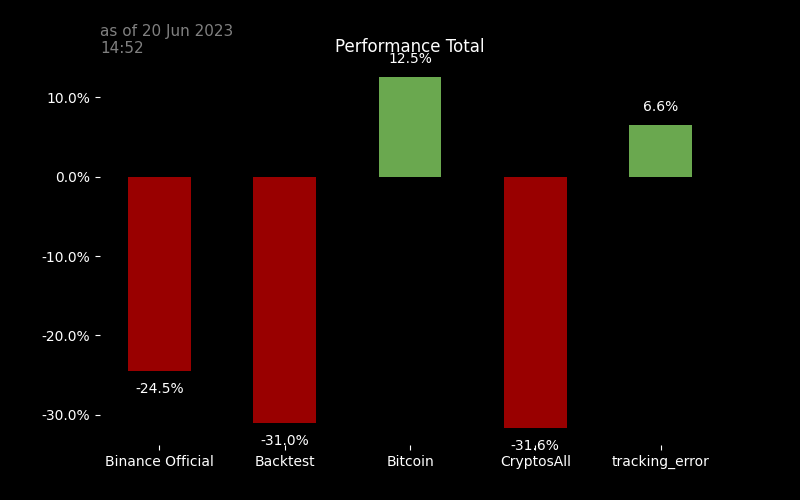 as of 20 Jun 2023
14:52
Performance Total
12.5%
10.0%
6.6%
0.0%
-10.0%
-20.0%
-24.5%
-30.0%
-31.0%
-31.6%
Binance Official
Backtest
Bitcoin
CryptosAll
tracking_error